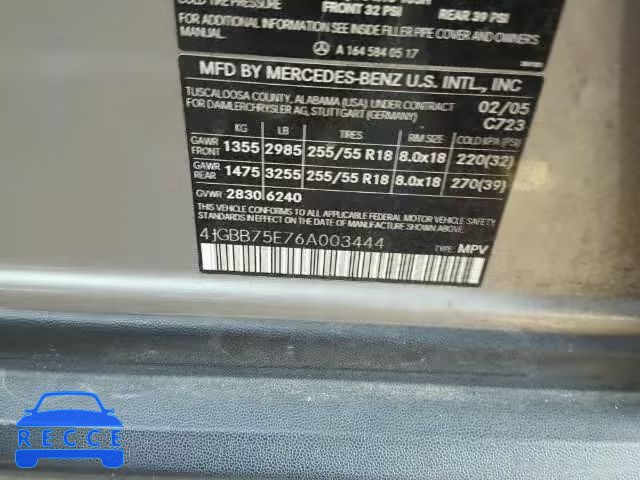 COLD TIRE PRESSURE
FRONT 32 PSI
REAR 39 PSI
FOR ADDITIONAL INFORMATION SEE INSIDE FILLER PIPE COVER AND OWNERS
MANUAL.
A 164 584 05 17
MFD BY MERCEDES-BENZ U.S. INTL., INC
TUSCALOOSA COUNTY, ALABAMA (USA) UNDER CONTRACT
FOR DAIMLERCHRYSLER AG, STUTTGART (GERMANY)
02/05
C723
KG LB TIRES RIM SIZE COLD KPA (PSI)
GAWR FRONT 1355 2985 255/55 R18 8.0x18 220(32)
GAWR REAR 1475 3255 255/55 R18 8.0x18 270(39)
GVWR 2830 6240
THIS VEHICLE CONFORMS TO ALL APPLICABLE FEDERAL MOTOR VEHICLE SAFETY
STANDARDS IN EFFECT ON THE DATE OF MANUFACTURE SHOWN ABOVE.
4JGBB75E76A003444
TYPE: MPV
RECCE